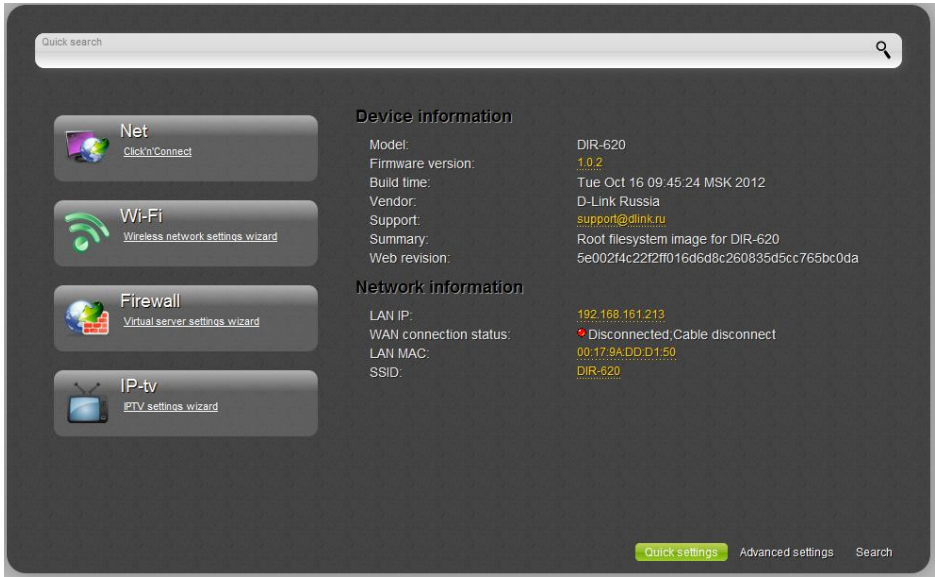 Quick search
Net
Click'n'Connect
Wi-Fi
Wireless network settings wizard
Firewall
Virtual server settings wizard
IP-tv
IPTV settings wizard
Device information
Model: DIR-620
Firmware version: 1.0.2
Build time: Tue Oct 16 09:45:24 MSK 2012
Vendor: D-Link Russia
Support: support@dlink.ru
Summary: Root filesystem image for DIR-620
Web revision: 5e002f4c22f2ff016d6d8c260835d5cc765bc0da
Network information
LAN IP: 192.168.161.213
WAN connection status: Disconnected;Cable disconnect
LAN MAC: 00:17:9A:DD:D1:50
SSID: DIR-620
Quick settings Advanced settings Search